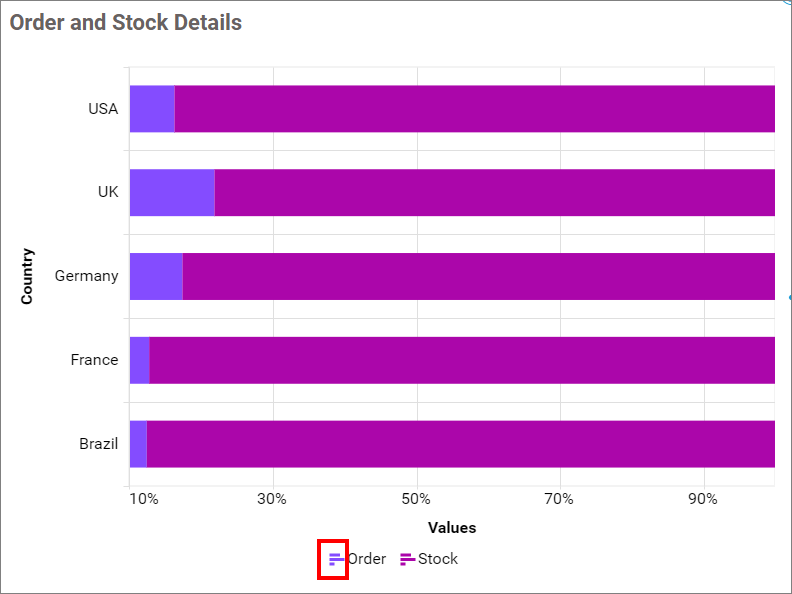 Order and Stock Details
USA
UK
Germany
France
Brazil
Country
10% 30% 50% 70% 90%
Values
Order Stock